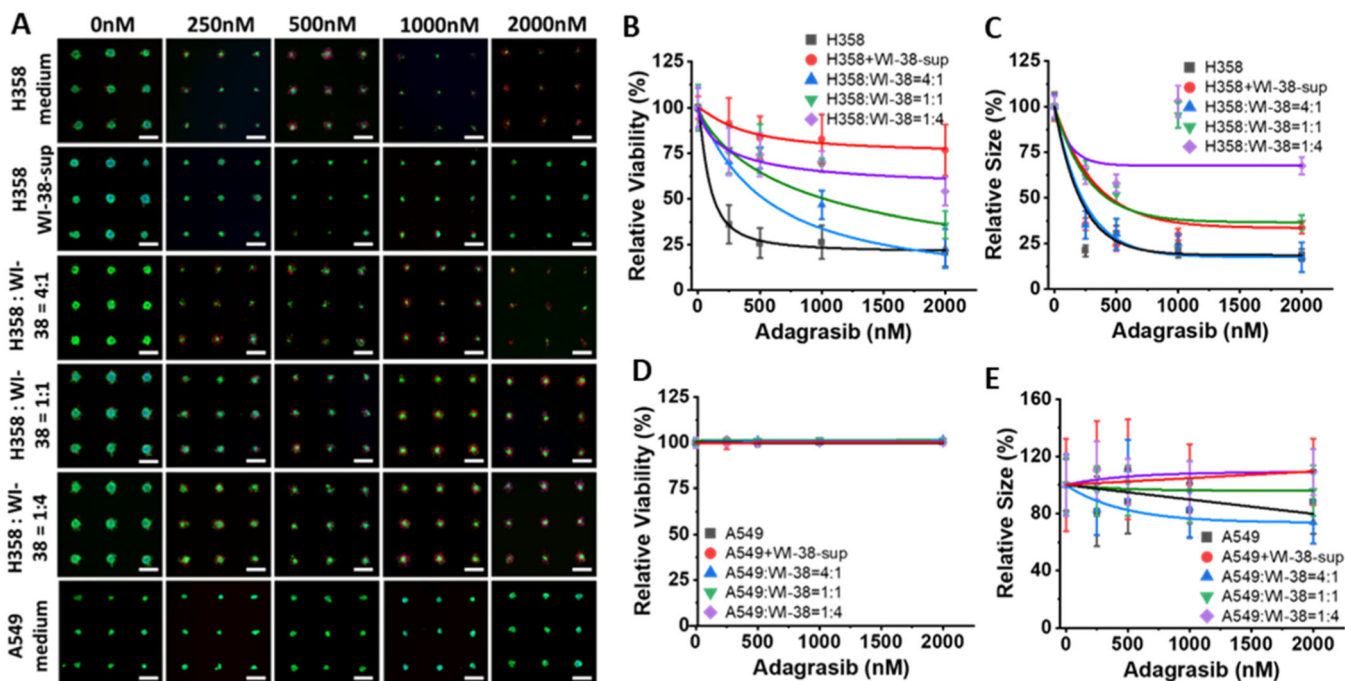 A
0nM 250nM 500nM 1000nM 2000nM
H358
medium
H358
WI-38-sup
H358 : WI-
38 = 4:1
H358 : WI-
38 = 1:1
H358 : WI-
38 = 1:4
A549
medium
B
Relative Viability (%)
125
100
75
50
25
0
H358
H358+WI-38-sup
H358:WI-38=4:1
H358:WI-38=1:1
H358:WI-38=1:4
0 500 1000 1500 2000
Adagrasib (nM)
C
Relative Size (%)
125
100
75
50
25
0
H358
H358+WI-38-sup
H358:WI-38=4:1
H358:WI-38=1:1
H358:WI-38=1:4
0 500 1000 1500 2000
Adagrasib (nM)
D
Relative Viability (%)
125
100
75
50
25
0
A549
A549+WI-38-sup
A549:WI-38=4:1
A549:WI-38=1:1
A549:WI-38=1:4
0 500 1000 1500 2000
Adagrasib (nM)
E
Relative Size (%)
160
120
80
40
0
A549
A549+WI-38-sup
A549:WI-38=4:1
A549:WI-38=1:1
A549:WI-38=1:4
0 500 1000 1500 2000
Adagrasib (nM)